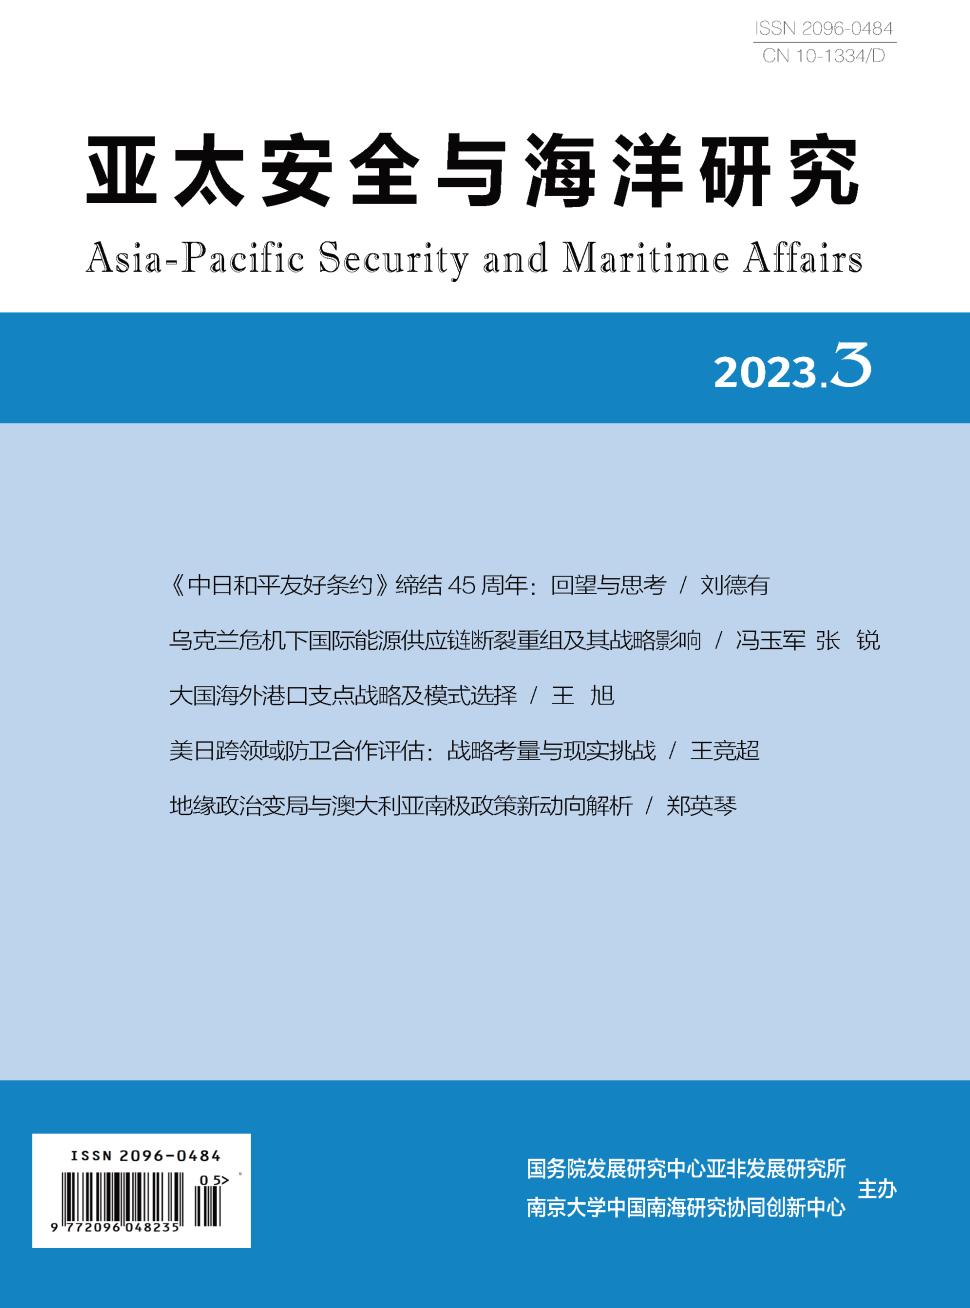 ISSN 2096-0484
CN 10-1334/D
亚太安全与海洋研究
Asia-Pacific Security and Maritime Affairs
2023.3
《中日和平友好条约》缔结 45 周年：回望与思考 / 刘德有
乌克兰危机下国际能源供应链断裂重组及其战略影响 / 冯玉军 张 锐
大国海外港口支点战略及模式选择 / 王 旭
美日跨领域防卫合作评估：战略考量与现实挑战 / 王竞超
地缘政治变局与澳大利亚南极政策新动向解析 / 郑英琴
ISSN 2096-0484
05>
9 772096 048235
国务院发展研究中心亚非发展研究所
南京大学中国南海研究协同创新中心
主办